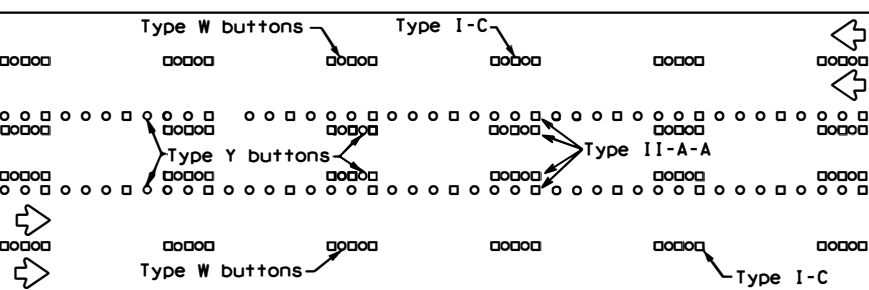 Type W buttons
Type I-C
Type Y buttons
Type II-A-A
Type W buttons
Type I-C